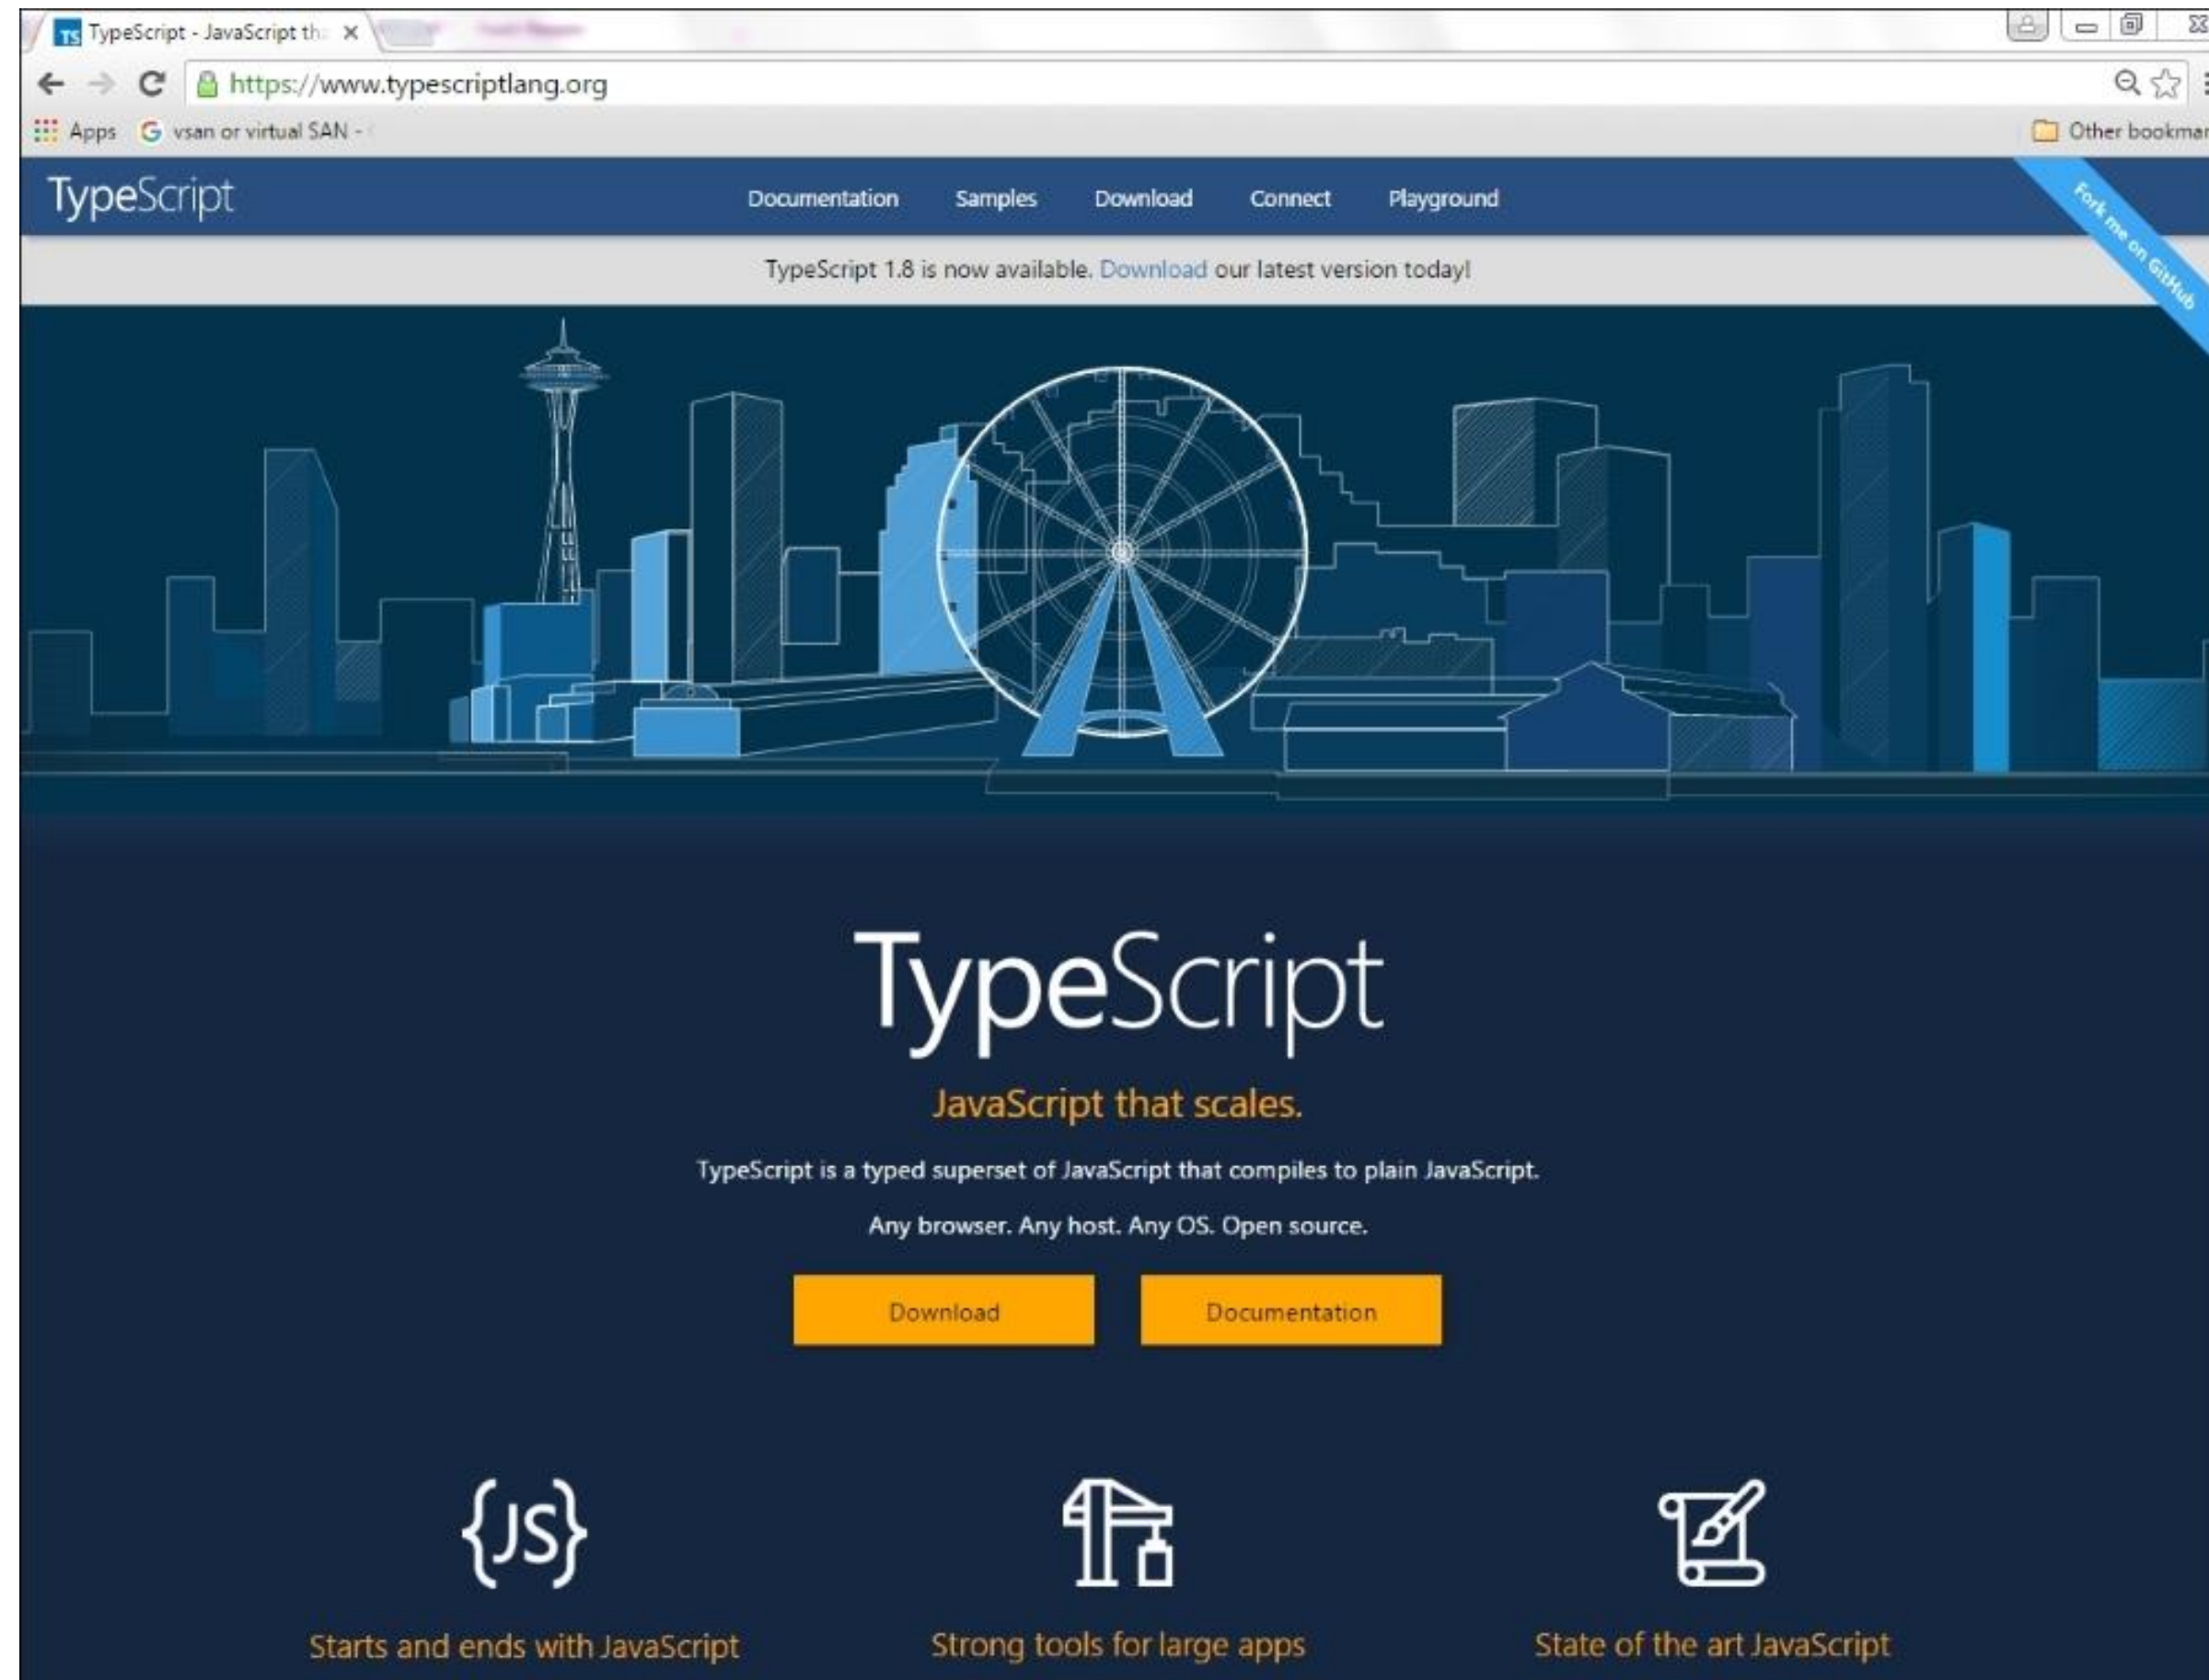 TS TypeScript - JavaScript th
https://www.typescriptlang.org
Apps G vsan or virtual SAN -
Other bookmar
TypeScript
Documentation Samples Download Connect Playground
Fork me on GitHub
TypeScript 1.8 is now available. Download our latest version today!
TypeScript
JavaScript that scales.
TypeScript is a typed superset of JavaScript that compiles to plain JavaScript.
Any browser. Any host. Any OS. Open source.
Download Documentation
{JS}
Starts and ends with JavaScript Strong tools for large apps State of the art JavaScript